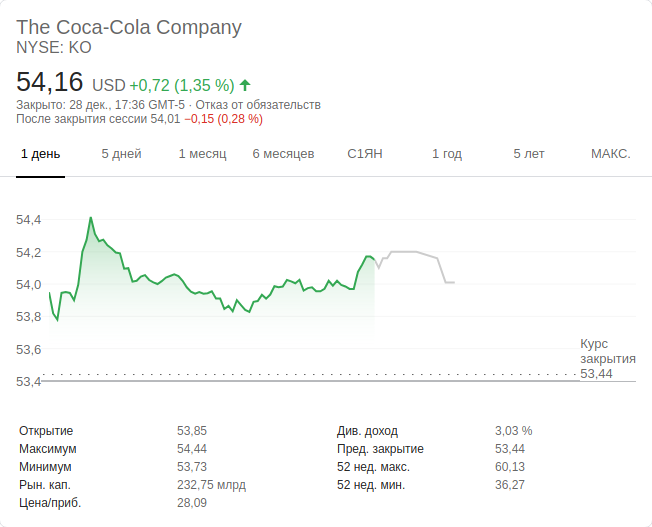 The Coca-Cola Company
NYSE: KO
54,16 USD +0,72 (1,35 %)
Закрыто: 28 дек., 17:36 GMT-5 · Отказ от обязательств
После закрытия сессии 54,01 −0,15 (0,28 %)
1 день 5 дней 1 месяц 6 месяцев С1ЯН 1 год 5 лет МАКС.
54,4
54,2
54,0
53,8
53,6
53,4
Курс
закрытия
53,44
Открытие 53,85 Див. доход 3,03 %
Максимум 54,44 Пред. закрытие 53,44
Минимум 53,73 52 нед. макс. 60,13
Рын. кап. 232,75 млрд 52 нед. мин. 36,27
Цена/приб. 28,09